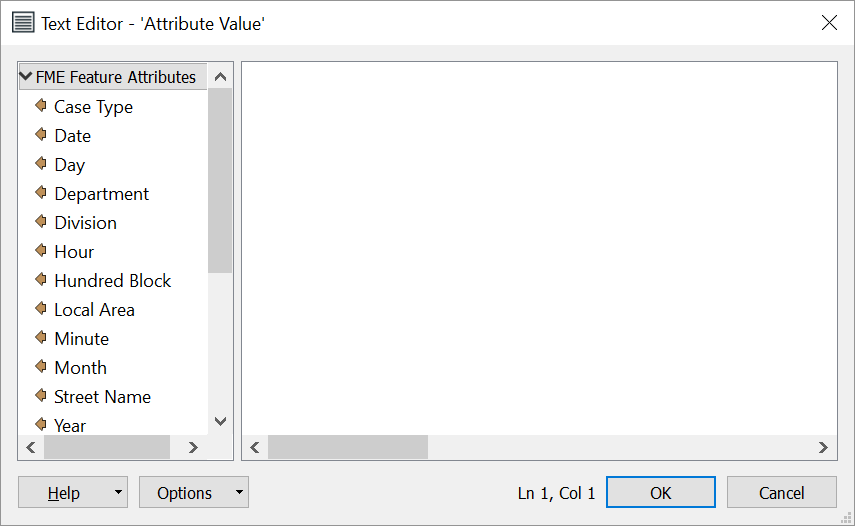 Text Editor - 'Attribute Value'
FME Feature Attributes
Case Type
Date
Day
Department
Division
Hour
Hundred Block
Local Area
Minute
Month
Street Name
Year
Help
Options
Ln 1, Col 1
OK
Cancel